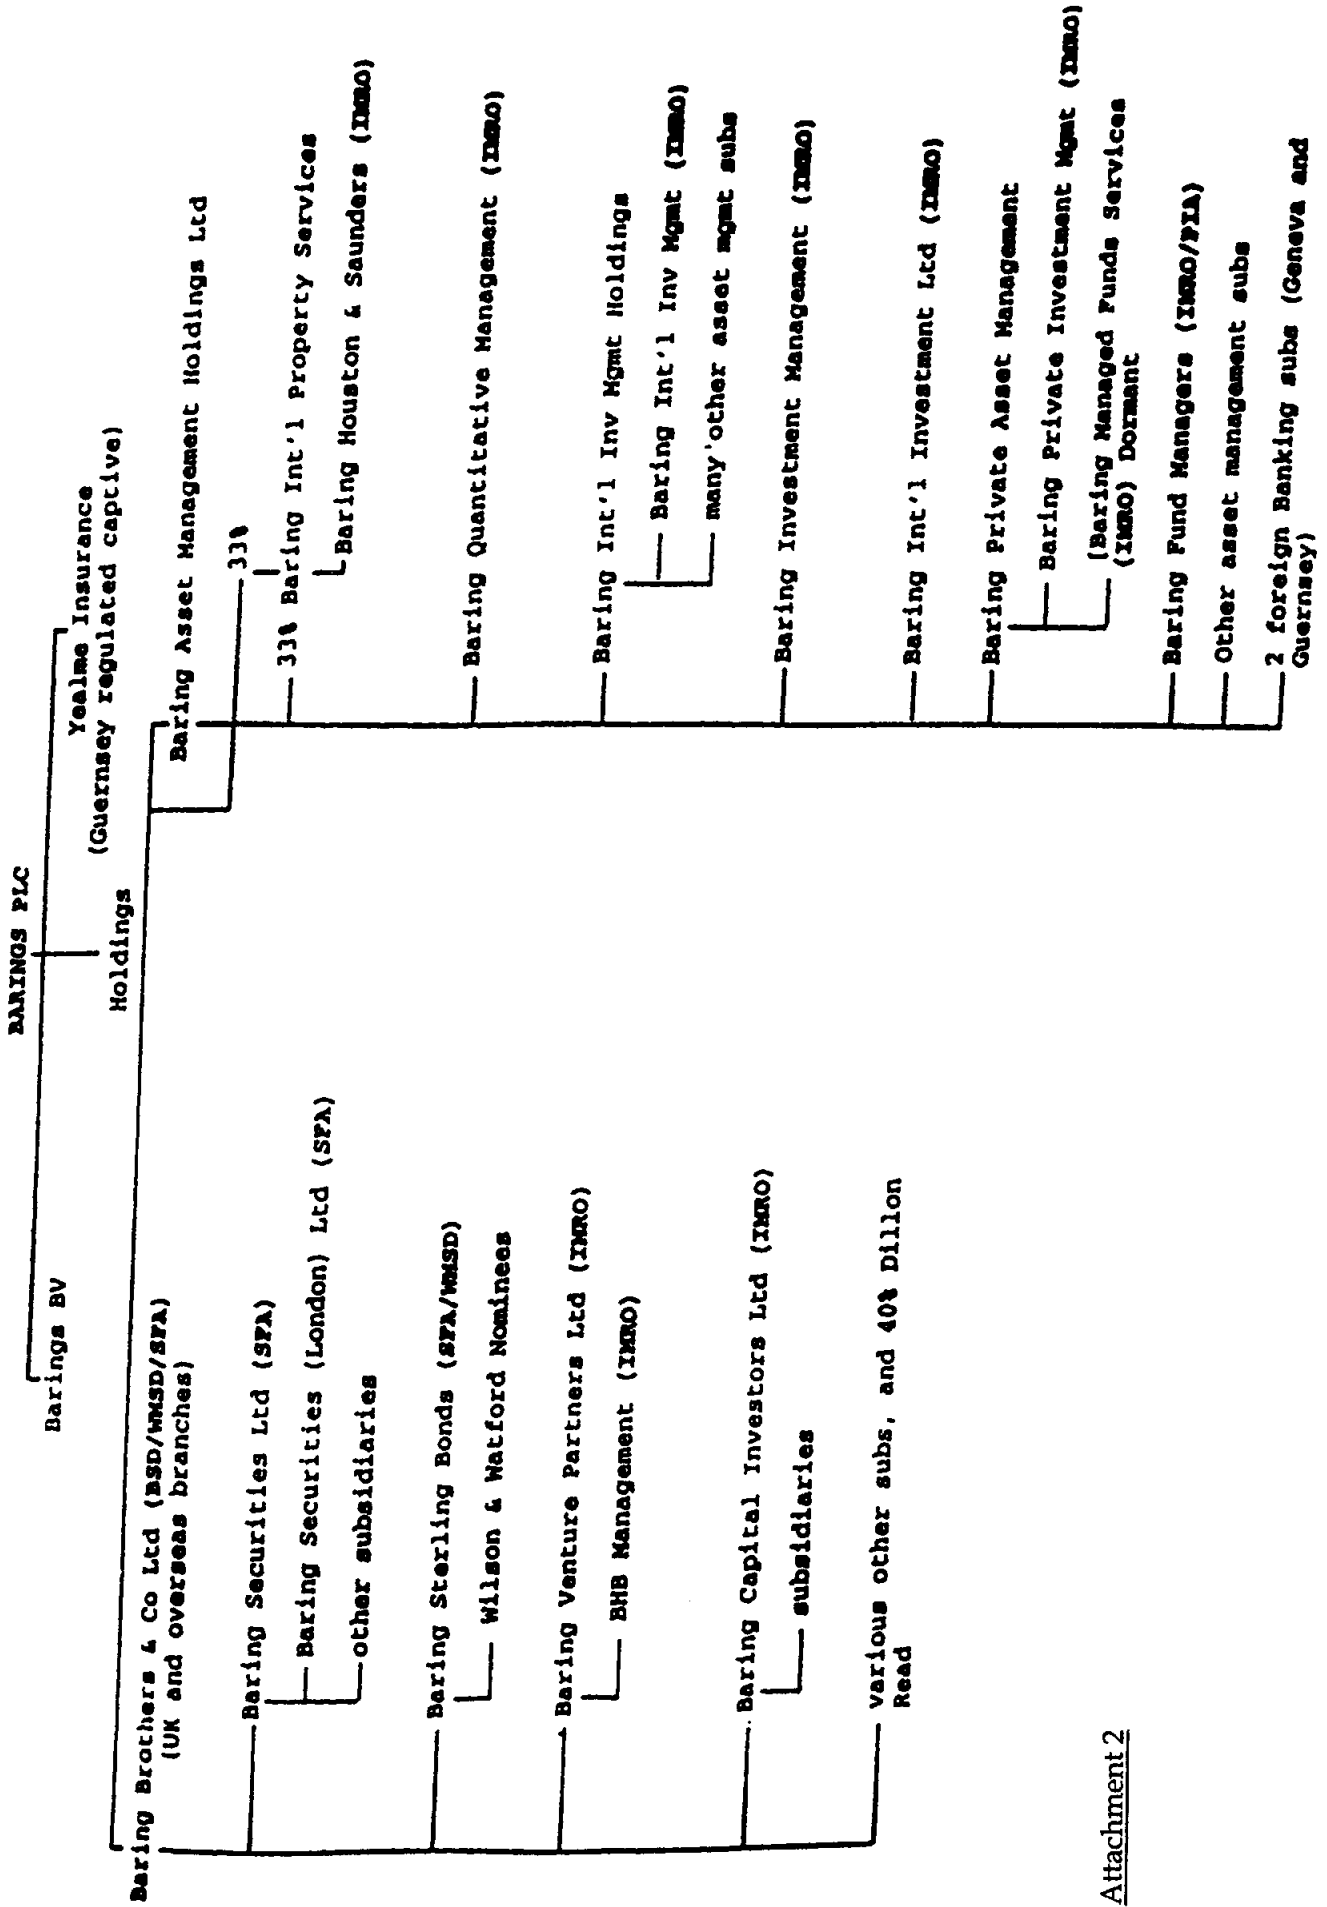 BARINGS PLC
Barings BV
Yealme Insurance
(Guernsey regulated captive)
Holdings
Baring Brothers & Co Ltd (BSD/WMSD/SFA)
(UK and overseas branches)
Baring Securities Ltd (SFA)
Baring Securities (London) Ltd (SFA)
other subsidiaries
Baring Sterling Bonds (SFA/WMSD)
Wilson & Watford Nominees
Baring Venture Partners Ltd (IMRO)
BHB Management (IMRO)
Baring Capital Investors Ltd (IMRO)
subsidiaries
various other subs, and 40% Dillon
Read
Baring Asset Management Holdings Ltd
33%
33% Baring Int'l Property Services
Baring Houston & Saunders (IMRO)
Baring Quantitative Management (IMRO)
Baring Int'l Inv Mgmt Holdings
Baring Int'l Inv Mgmt (IMRO)
many'other asset mgmt subs
Baring Investment Management (IMRO)
Baring Int'l Investment Ltd (IMRO)
Baring Private Asset Management
Baring Private Investment Mgmt (IMRO)
[Baring Managed Funds Services
(IMRO) Dormant
Baring Fund Managers (IMRO/PIA)
Other asset management subs
2 foreign Banking subs (Geneva and
Guernsey)
Attachment 2